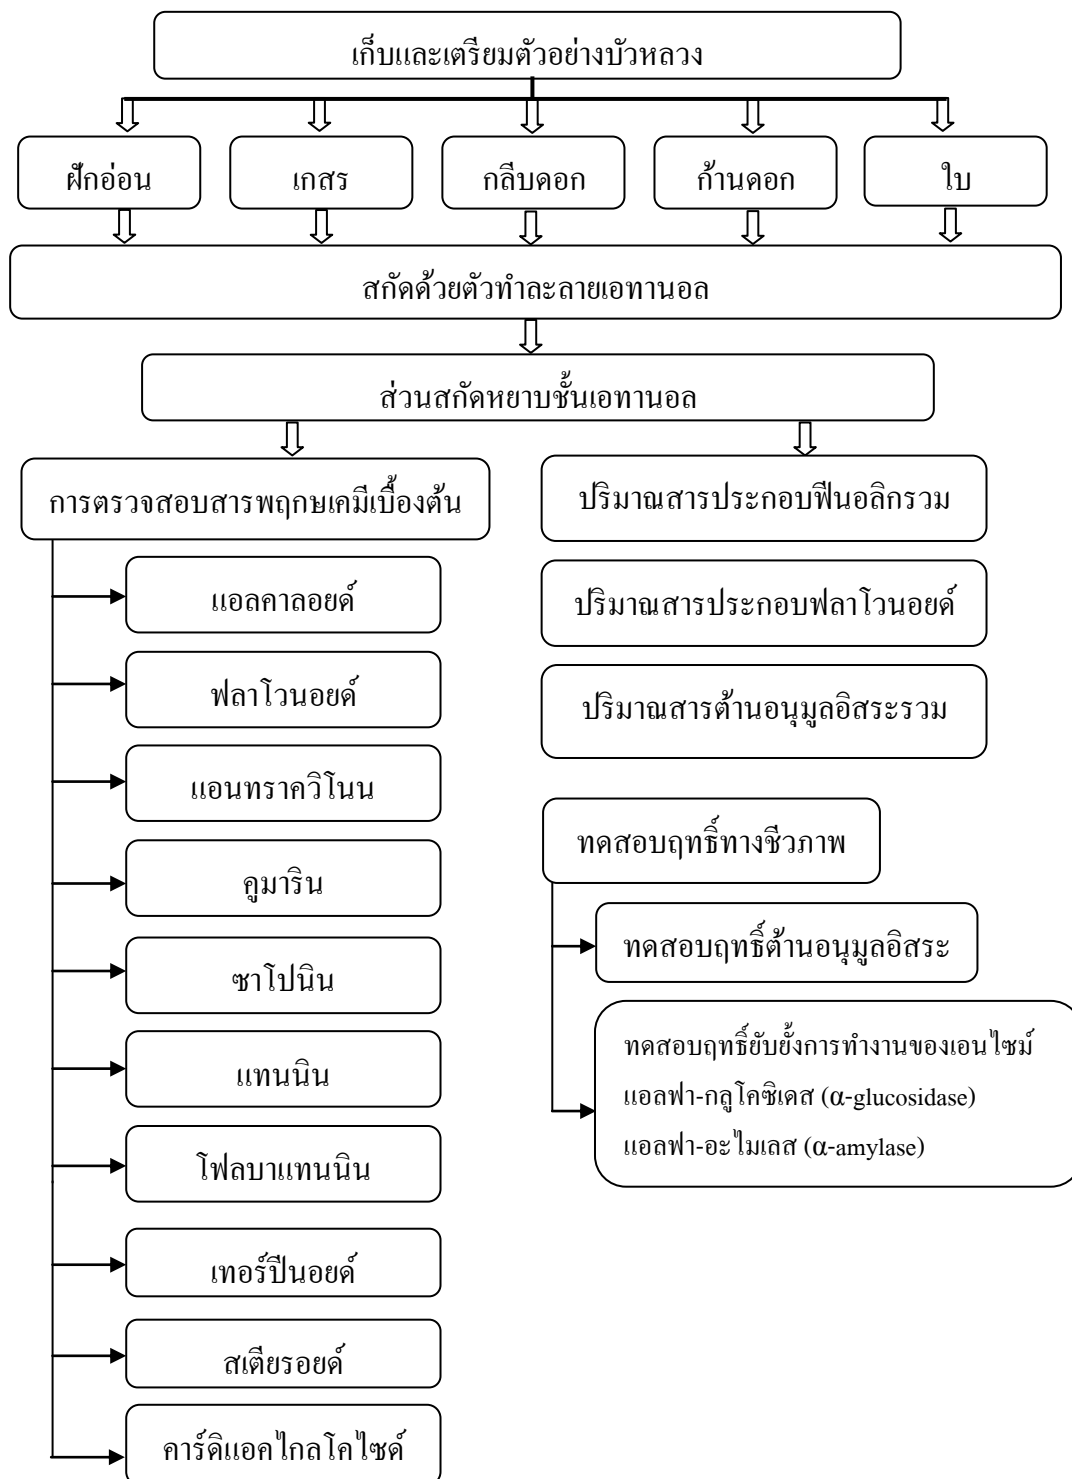 เก็บและเตรียมตัวอย่างบัวหลวง
ฝักอ่อน
เกสร
กลีบดอก
ก้านดอก
ใบ
สกัดด้วยตัวทำละลายเอทานอล
ส่วนสกัดหยาบชั้นเอทานอล
การตรวจสอบสารพฤกษเคมีเบื้องต้น
แอลคาลอยด์
ฟลาโวนอยด์
แอนทราควิโนน
คูมาริน
ซาโปนิน
แทนนิน
โฟลบาแทนนิน
เทอร์ปีนอยด์
สเตียรอยด์
คาร์ดิแอคไกลโคไซด์
ปริมาณสารประกอบฟีนอลิกรวม
ปริมาณสารประกอบฟลาโวนอยด์
ปริมาณสารต้านอนุมูลอิสระรวม
ทดสอบฤทธิ์ทางชีวภาพ
ทดสอบฤทธิ์ต้านอนุมูลอิสระ
ทดสอบฤทธิ์ยับยั้งการทำงานของเอนไซม์
แอลฟา-กลูโคซิเดส (α-glucosidase)
แอลฟา-อะไมเลส (α-amylase)